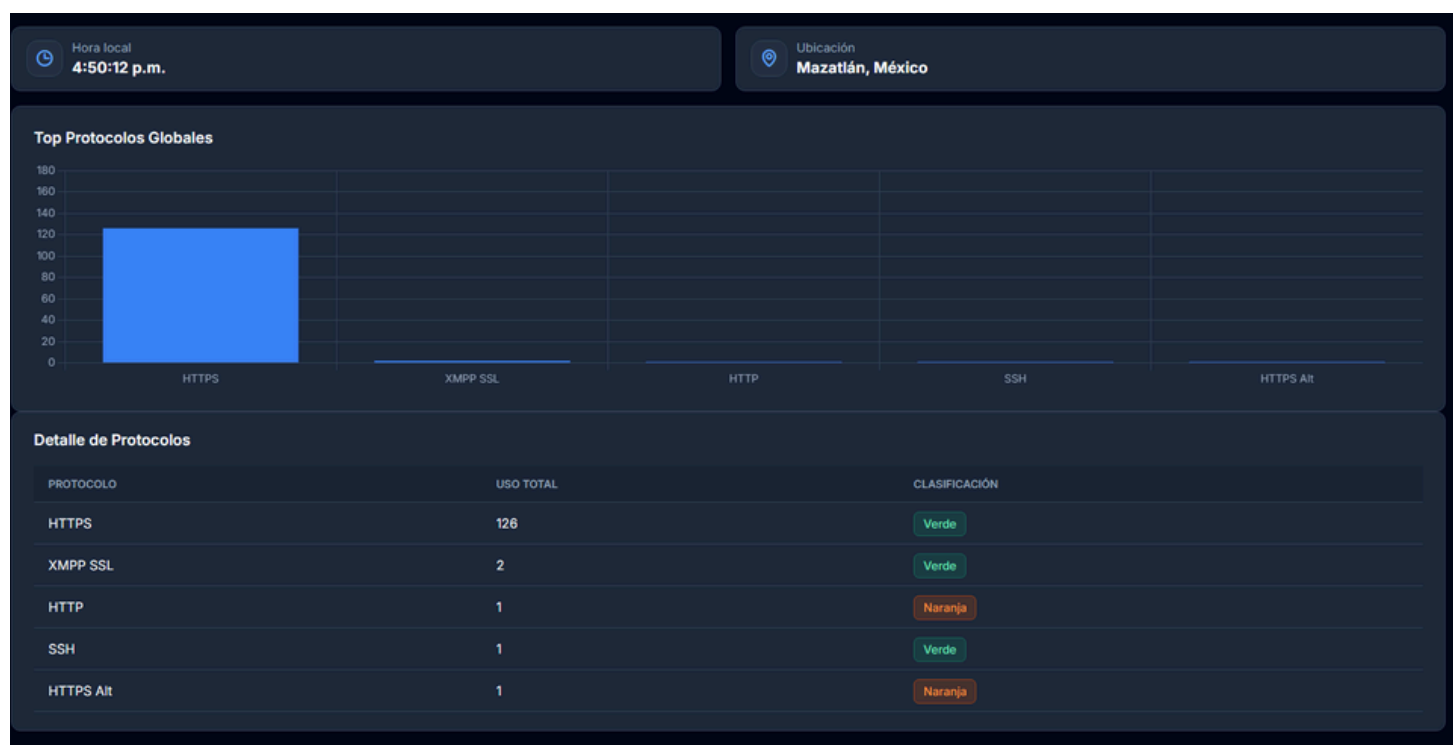 Hora local
4:50:12 p.m.
Ubicación
Mazatlán, México
Top Protocolos Globales
180
160
140
120
100
80
60
40
20
0
HTTPS XMPP SSL HTTP SSH HTTPS Alt
Detalle de Protocolos
PROTOCOLO USO TOTAL CLASIFICACIÓN
HTTPS 126 Verde
XMPP SSL 2 Verde
HTTP 1 Naranja
SSH 1 Verde
HTTPS Alt 1 Naranja